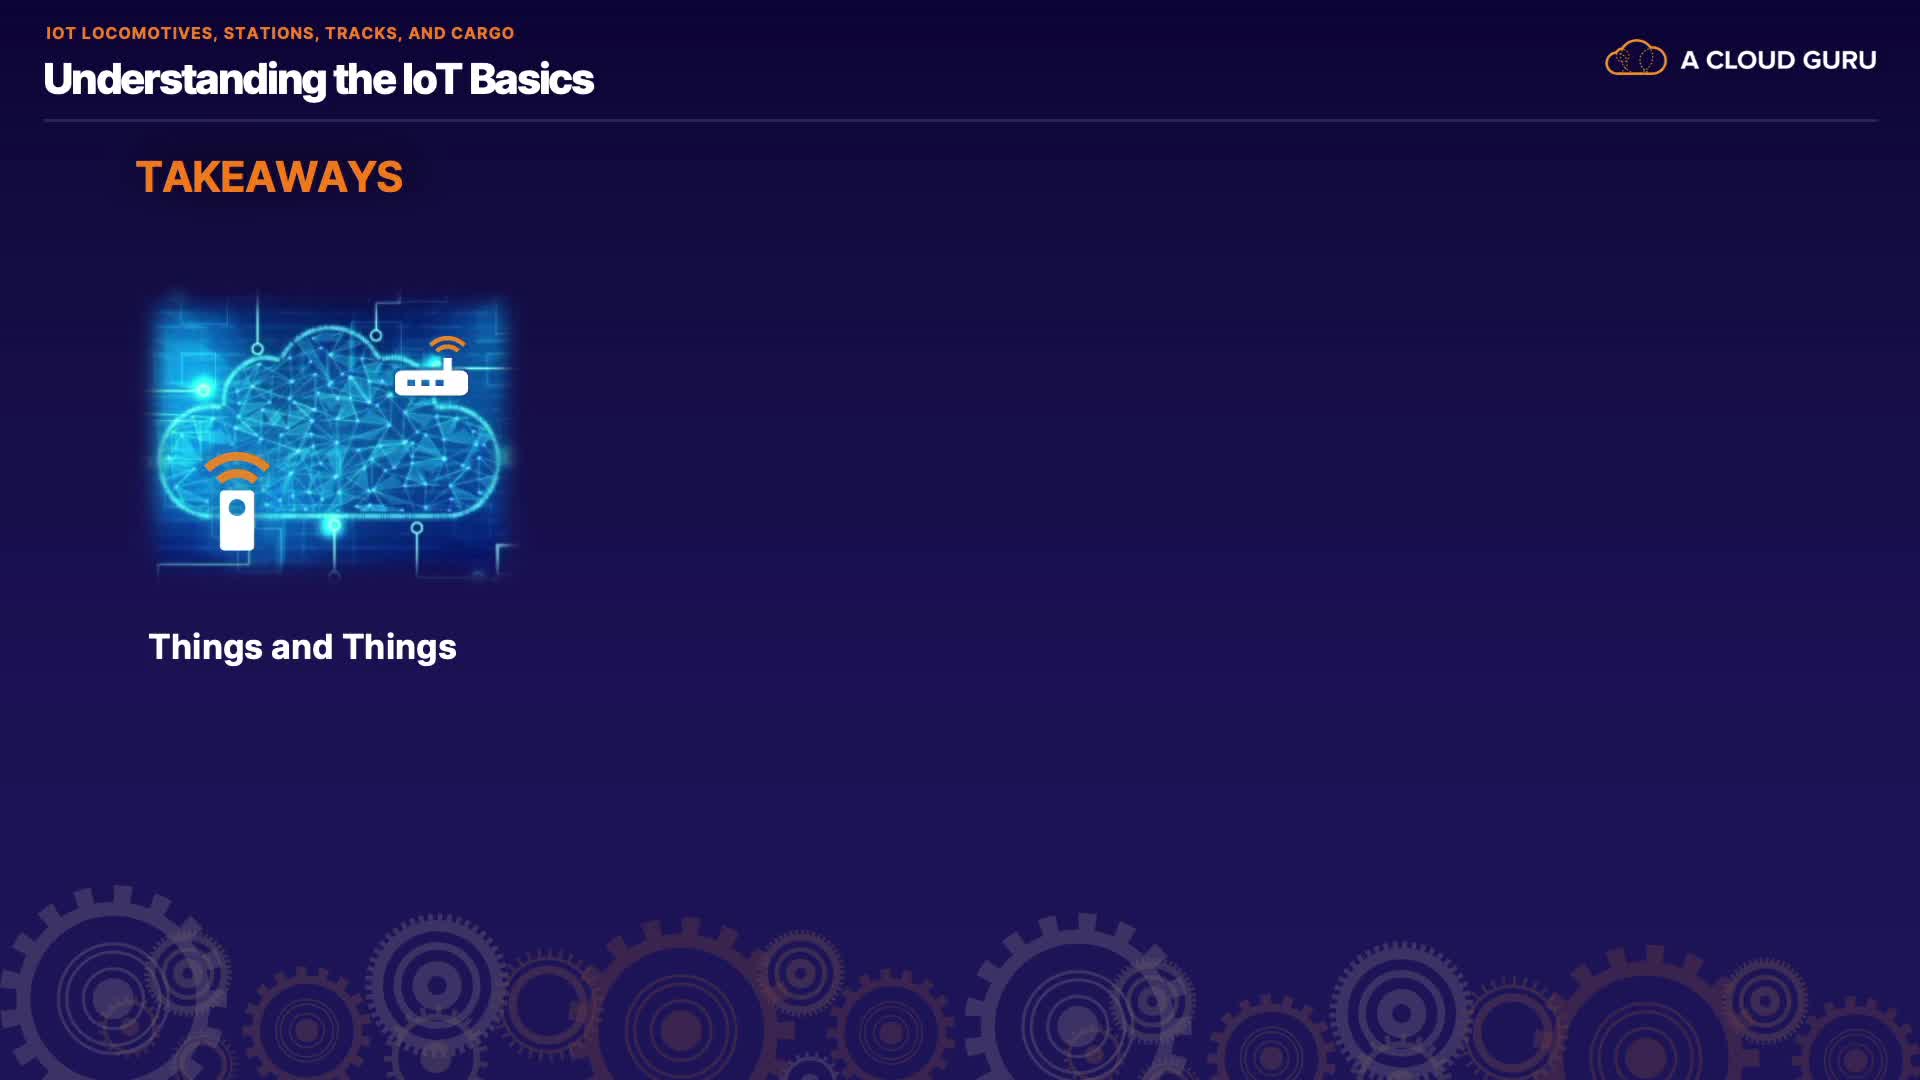 IOT LOCOMOTIVES, STATIONS, TRACKS, AND CARGO
Understanding the IoT Basics
A CLOUD GURU
TAKEAWAYS
Things and Things